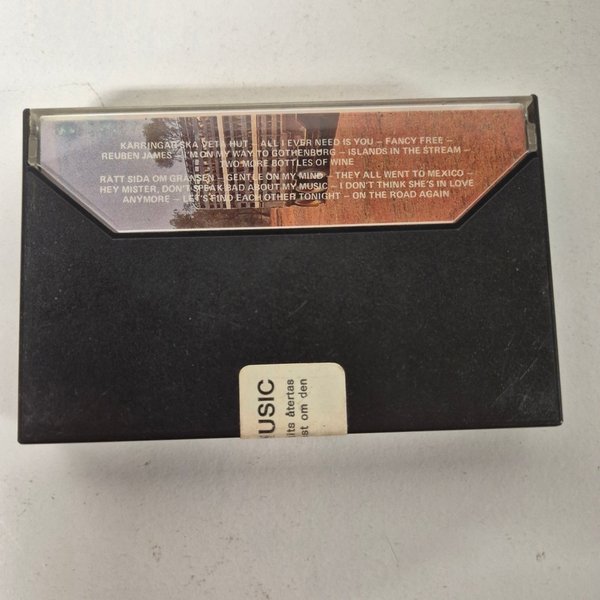 KÄRRINGAR SKA VETA HUT – ALL I EVER NEED IS YOU – FANCY FREE –
REUBEN JAMES – I'M ON MY WAY TO GOTHENBURG – ISLANDS IN THE STREAM –
TWO MORE BOTTLES OF WINE
RÄTT SIDA OM GRÄNSEN – GENTLE ON MY MIND – THEY ALL WENT TO MEXICO –
HEY MISTER, DON'T SPEAK BAD ABOUT MY MUSIC – I DON'T THINK SHE'S IN LOVE
ANYMORE – LET'S FIND EACH OTHER TONIGHT – ON THE ROAD AGAIN
USIC
its återtas
st om den